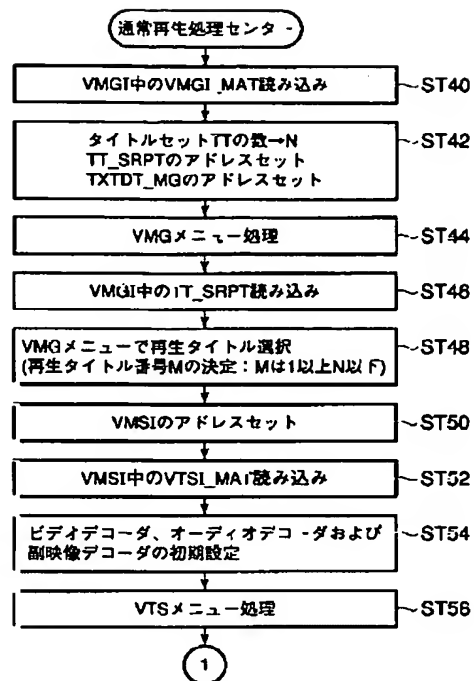 通常再生処理センター
VMGI中のVMGI_MAT読み込み
ST40
タイトルセットTTの数→N
TT_SRPTのアドレスセット
TXTDT_MGのアドレスセット
ST42
VMGメニュー処理
ST44
VMGI中のTT_SRPT読み込み
ST46
VMGメニューで再生タイトル選択
(再生タイトル番号Mの決定：Mは1以上N以下)
ST48
VMSIのアドレスセット
ST50
VMSI中のVTSI_MAT読み込み
ST52
ビデオデコーダ、オーディオデコーダおよび
副映像デコーダの初期設定
ST54
VTSメニュー処理
ST56
1